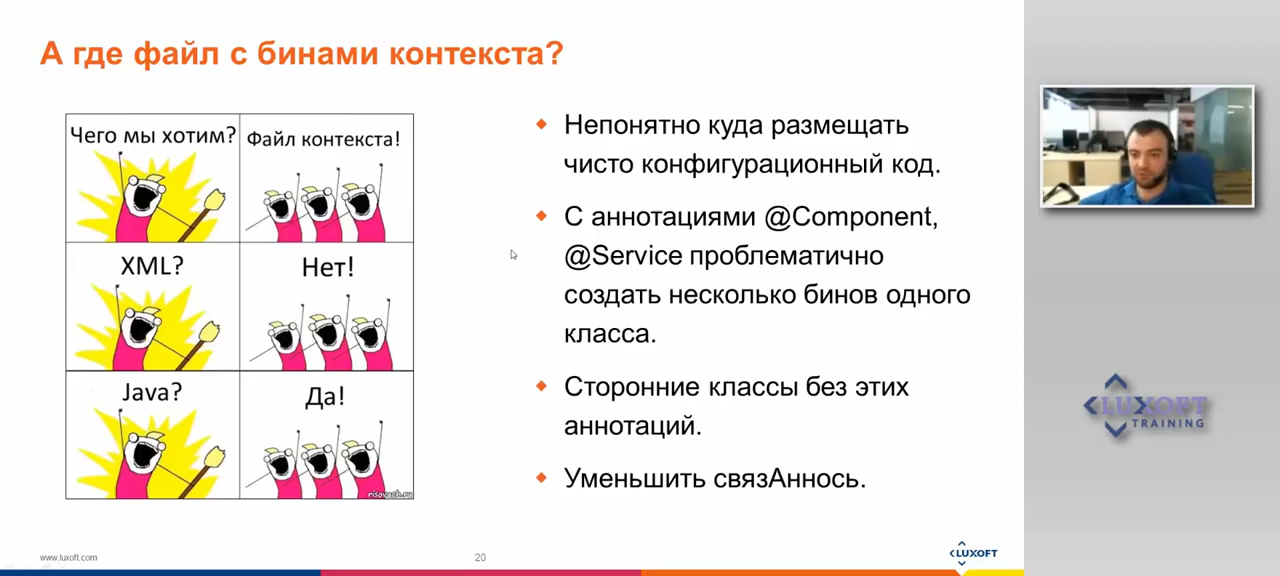 А где файл с бинами контекста?
Чего мы хотим?
Файл контекста!
XML?
Нет!
Java?
Да!
risovach.ru
Непонятно куда размещать
чисто конфигурационный код.
С аннотациями @Component,
@Service проблематично
создать несколько бинов одного
класса.
Сторонние классы без этих
аннотаций.
Уменьшить связАннось.
www.luxoft.com
20
LUXOFT
LUXOFT
TRAINING